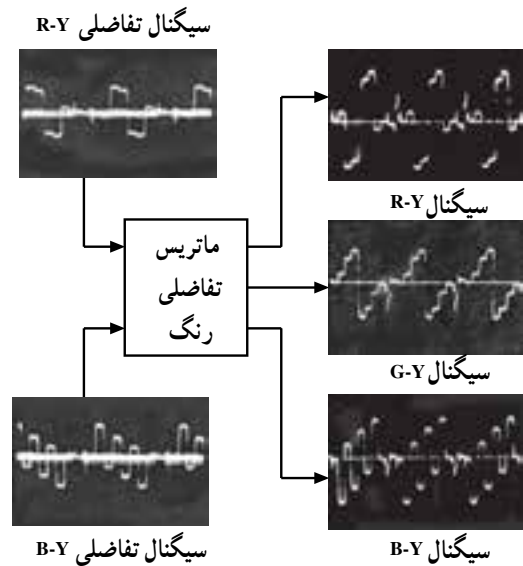 سیگنال تفاضلی R-Y
سیگنال R-Y
ماتریس
تفاضلی
رنگ
سیگنال G-Y
سیگنال تفاضلی B-Y
سیگنال B-Y